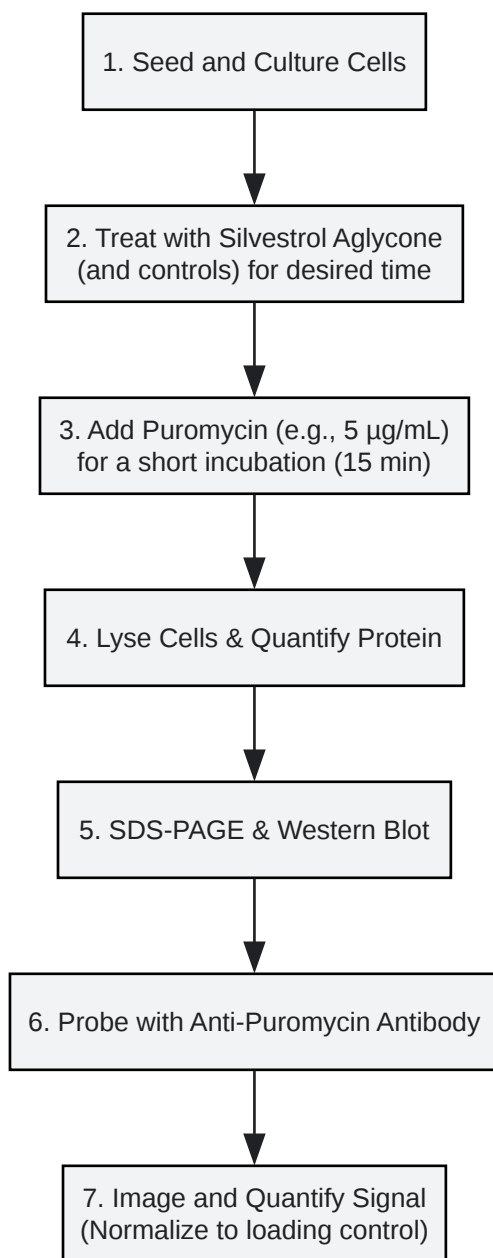 1. Seed and Culture Cells
2. Treat with Silvestrol Aglycone
(and controls) for desired time
3. Add Puromycin (e.g., 5 µg/mL)
for a short incubation (15 min)
4. Lyse Cells & Quantify Protein
5. SDS-PAGE & Western Blot
6. Probe with Anti-Puromycin Antibody
7. Image and Quantify Signal
(Normalize to loading control)